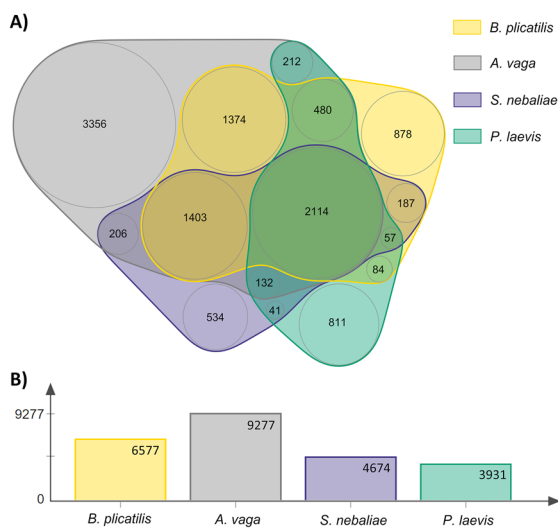 A)
B. plicatilis
A. vaga
S. nebaliae
P. laevis
212
3356
1374
480
878
1403
2114
187
206
57
84
132
534
41
811
B)
9277
0
6577
9277
4674
3931
B. plicatilis
A. vaga
S. nebaliae
P. laevis